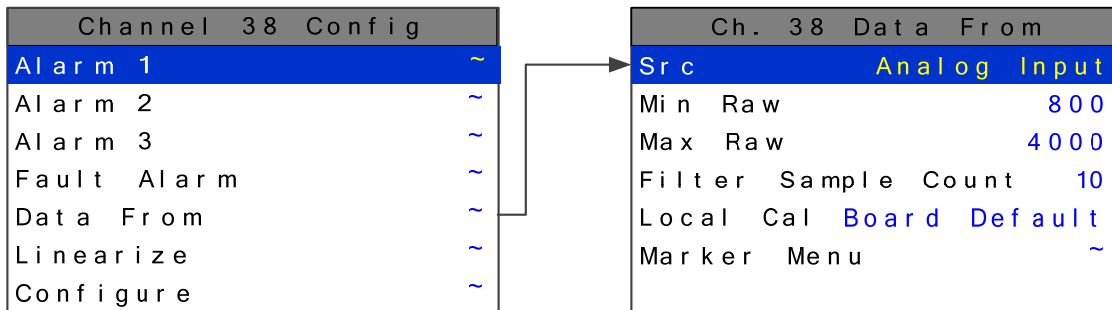 Channel 38 Config
Alarm 1 ~
Alarm 2 ~
Alarm 3 ~
Fault Alarm ~
Data From ~
Linearize ~
Configure ~
Ch. 38 Data From
Src Analog Input
Min Raw 800
Max Raw 4000
Filter Sample Count 10
Local Cal Board Default
Marker Menu ~